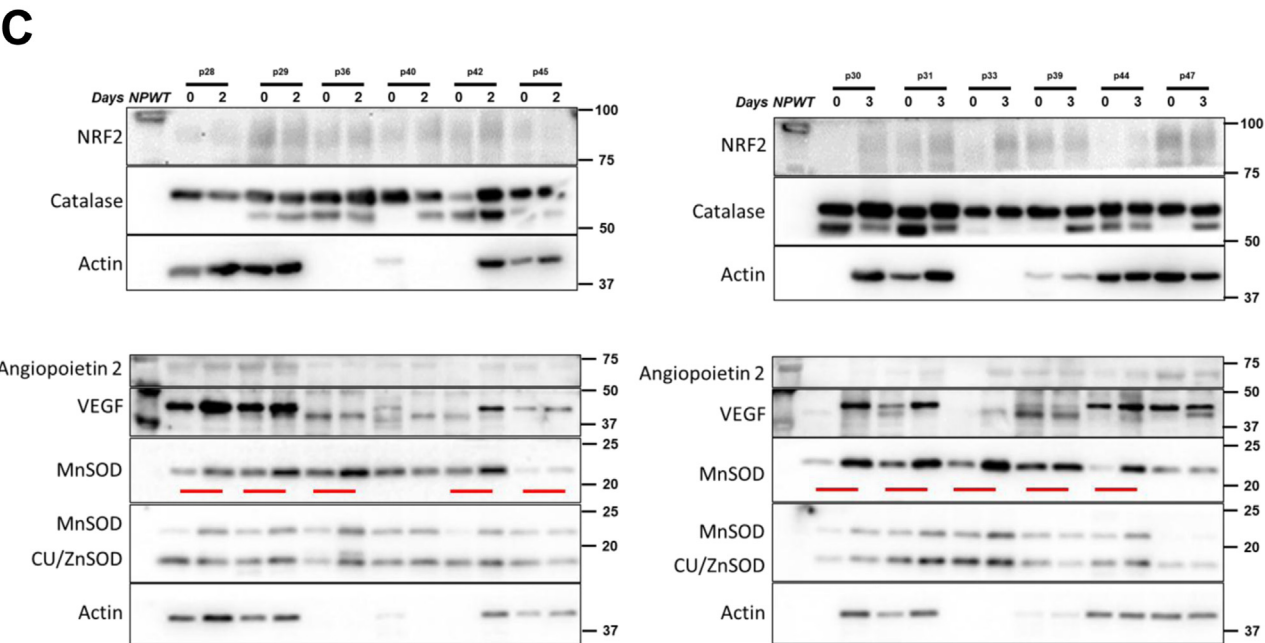 C
p28 p29 p36 p40 p42 p45
Days NPWT 0 2 0 2 0 2 0 2 0 2 0 2
100
NRF2
75
Catalase
50
Actin
37
75
Angiopoietin 2
50
VEGF
37
25
MnSOD
20
25
MnSOD
20
CU/ZnSOD
Actin
37
p30 p31 p33 p39 p44 p47
Days NPWT 0 3 0 3 0 3 0 3 0 3 0 3
100
NRF2
75
Catalase
50
Actin
37
75
Angiopoietin 2
50
VEGF
37
25
MnSOD
20
25
MnSOD
20
CU/ZnSOD
Actin
37